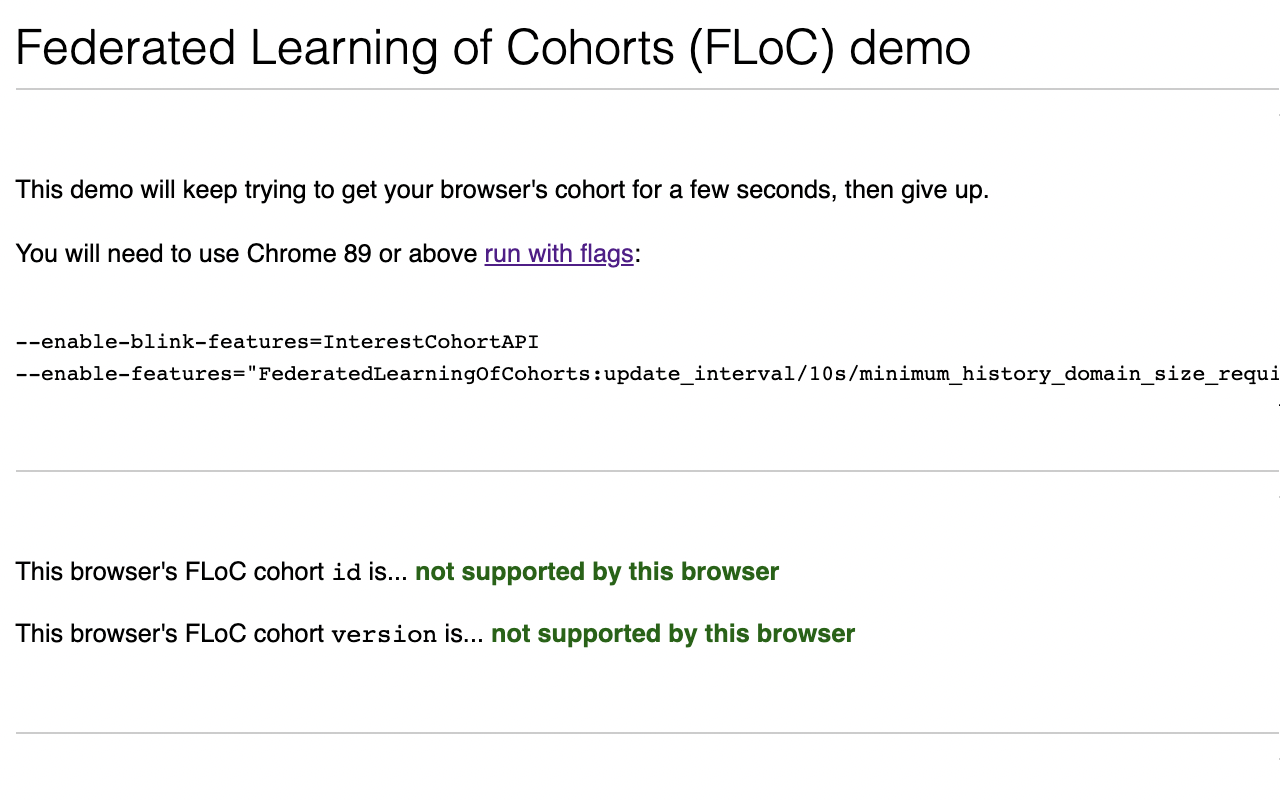 Federated Learning of Cohorts (FLoC) demo
This demo will keep trying to get your browser's cohort for a few seconds, then give up.
You will need to use Chrome 89 or above run with flags:
--enable-blink-features=InterestCohortAPI
--enable-features="FederatedLearningOfCohorts:update_interval/10s/minimum_history_domain_size_requi
This browser's FLoC cohort id is... not supported by this browser
This browser's FLoC cohort version is... not supported by this browser